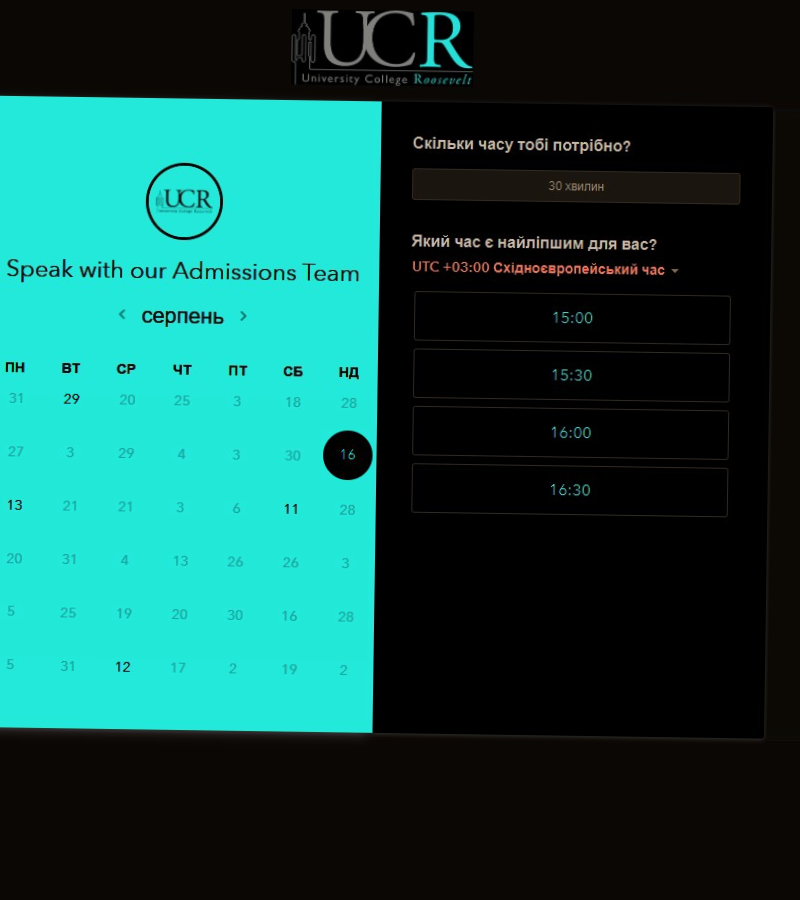 UCR
University College Roosevelt
UCR
Speak with our Admissions Team
серпень
ПН ВТ СР ЧТ ПТ СБ НД
31 29 20 25 3 18 28
27 3 29 4 3 30 16
13 21 21 3 6 11 28
20 31 4 13 26 26 3
5 25 19 20 30 16 28
5 31 12 17 2 19 2
Скільки часу тобі потрібно?
30 хвилин
Який час є найліпшим для вас?
UTC +03:00 Східноєвропейський час
15:00
15:30
16:00
16:30